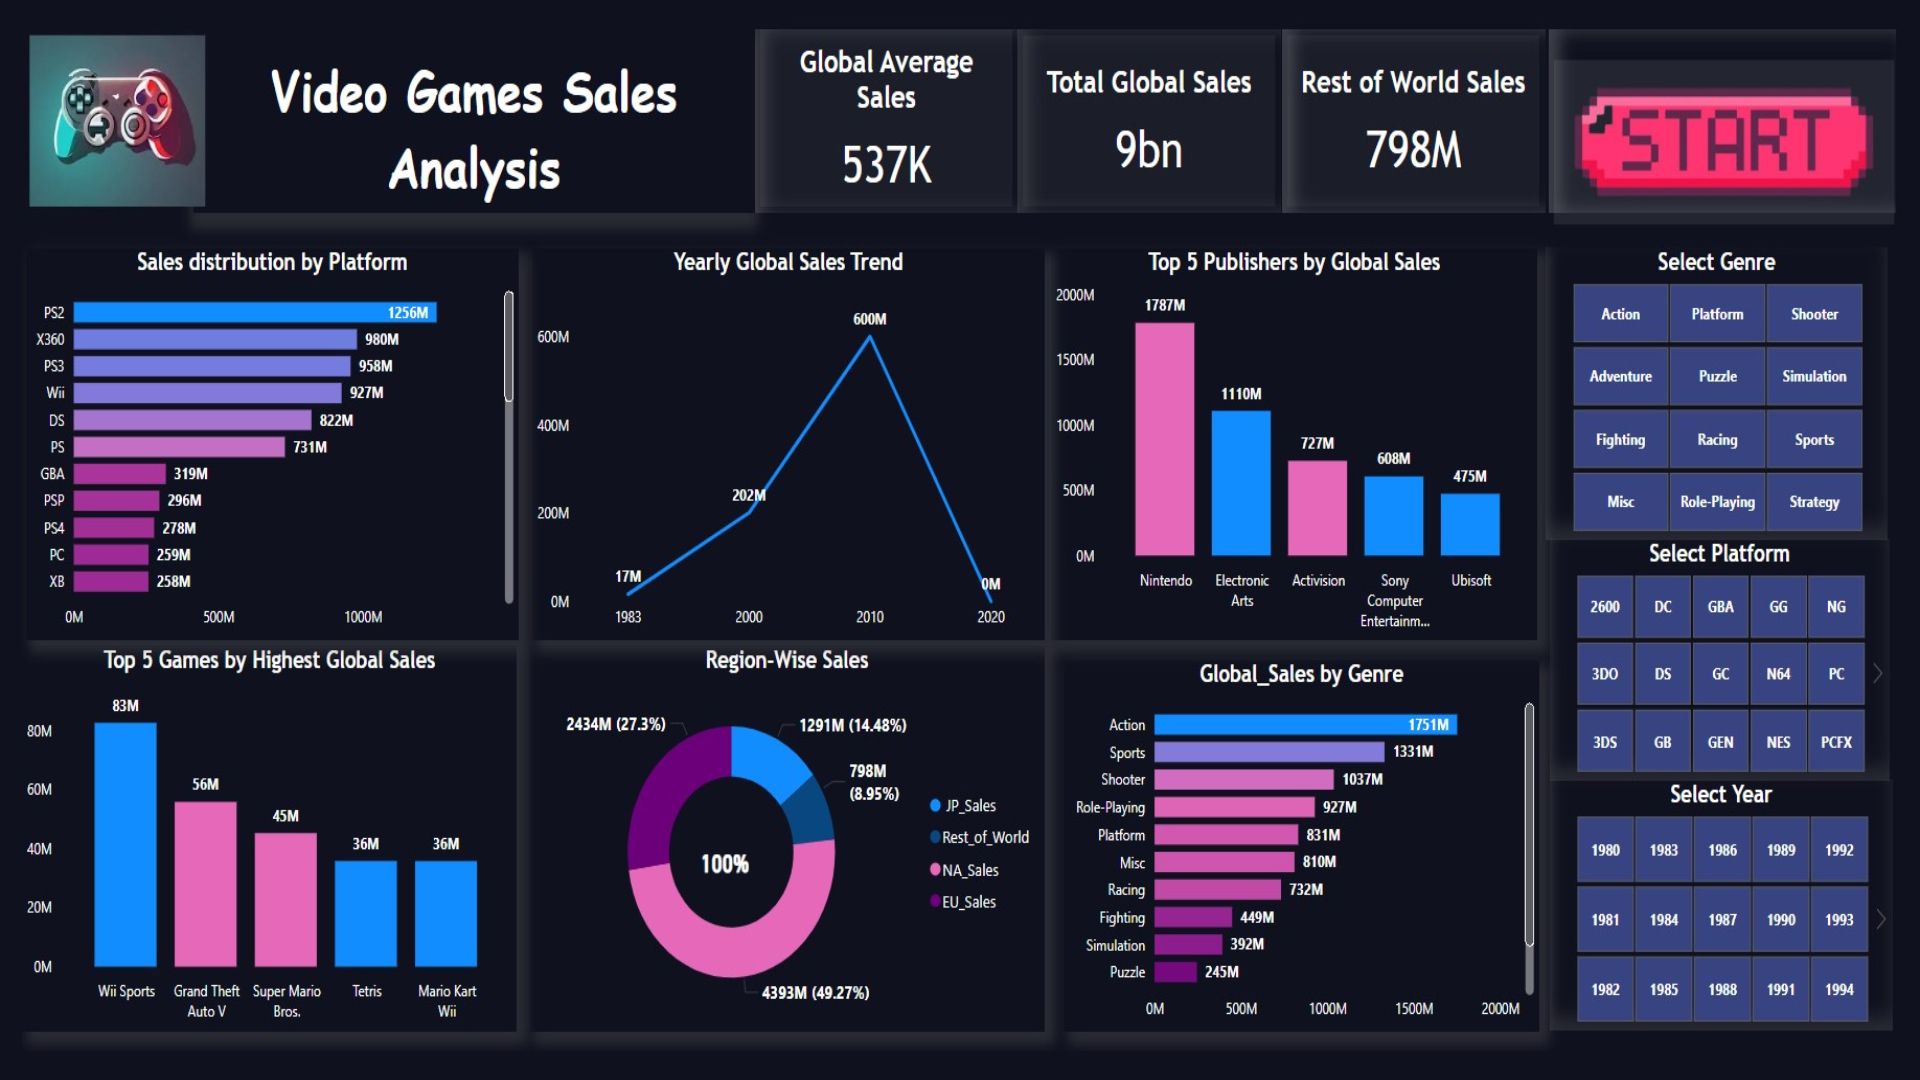 Video Games Sales
Analysis
Global Average
Sales
537K
Total Global Sales
9bn
Rest of World Sales
798M
START
Sales distribution by Platform
PS2 1256M
X360 980M
PS3 958M
Wii 927M
DS 822M
PS 731M
GBA 319M
PSP 296M
PS4 278M
PC 259M
XB 258M
0M 500M 1000M
Yearly Global Sales Trend
600M
600M
400M
202M
200M
17M
0M
0M
1983 2000 2010 2020
Top 5 Publishers by Global Sales
2000M
1787M
1500M
1110M
1000M
727M
608M
500M
475M
0M
Nintendo
Electronic
Arts
Activision
Sony
Computer
Entertainm...
Ubisoft
Select Genre
Action Platform Shooter
Adventure Puzzle Simulation
Fighting Racing Sports
Misc Role-Playing Strategy
Select Platform
2600 DC GBA GG NG
3DO DS GC N64 PC
3DS GB GEN NES PCFX
Select Year
1980 1983 1986 1989 1992
1981 1984 1987 1990 1993
1982 1985 1988 1991 1994
Top 5 Games by Highest Global Sales
83M
80M
56M
60M
45M
40M
36M
36M
20M
0M
Wii Sports
Grand Theft
Auto V
Super Mario
Bros.
Tetris
Mario Kart
Wii
Region-Wise Sales
2434M (27.3%)
1291M (14.48%)
798M
(8.95%)
100%
4393M (49.27%)
JP_Sales
Rest_of_World
NA_Sales
EU_Sales
Global_Sales by Genre
Action 1751M
Sports 1331M
Shooter 1037M
Role-Playing 927M
Platform 831M
Misc 810M
Racing 732M
Fighting 449M
Simulation 392M
Puzzle 245M
0M 500M 1000M 1500M 2000M